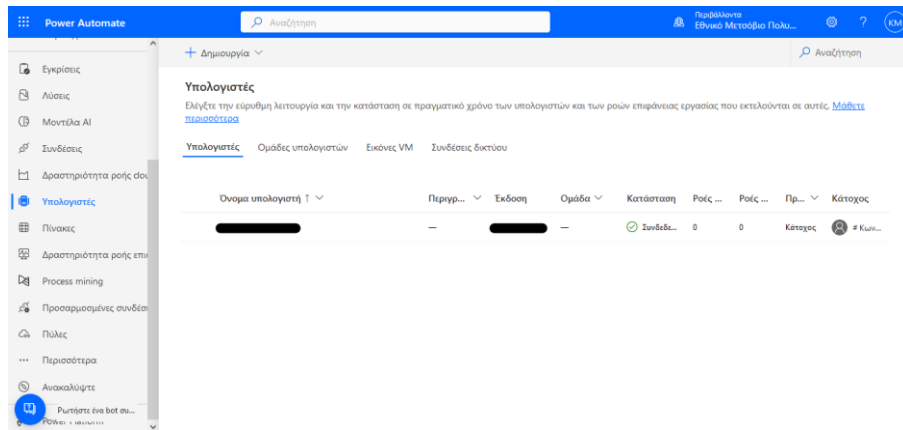 Power Automate
Αναζήτηση
Περιβάλλοντα
Εθνικό Μετσόβιο Πολυ...
?
KM
Εγκρίσεις
Λύσεις
Μοντέλα AI
Συνδέσεις
Δραστηριότητα ροής clou
Υπολογιστές
Πίνακες
Δραστηριότητα ροής επι
Process mining
Προσαρμοσμένες συνδέσ
Πύλες
Περισσότερα
Ανακαλύψτε
Ρωτήστε ένα bot συ...
Power Platform
+ Δημιουργία
Αναζήτηση
Υπολογιστές
Ελέγξτε την εύρυθμη λειτουργία και την κατάσταση σε πραγματικό χρόνο των υπολογιστών και των ροών επιφάνειας εργασίας που εκτελούνται σε αυτές. Μάθετε
περισσότερα
Υπολογιστές Ομάδες υπολογιστών Εικόνες VM Συνδέσεις δικτύου
Όνομα υπολογιστή ↑ Περιγρ... Έκδοση Ομάδα Κατάσταση Ροές ... Ροές ... Πρ... Κάτοχος
— — Συνδεδε... 0 0 Κάτοχος # Κων...